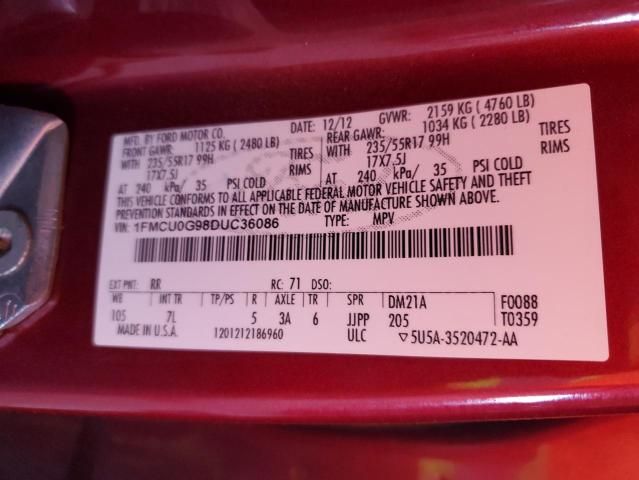 MFD. BY FORD MOTOR CO. DATE: 12/12 GVWR: 2159 KG ( 4760 LB)
FRONT GAWR: 1125 KG ( 2480 LB) REAR GAWR: 1034 KG ( 2280 LB)
WITH 235/55R17 99H TIRES WITH 235/55R17 99H TIRES
17X7.5J RIMS 17X7.5J RIMS
AT 240 kPa/ 35 PSI COLD AT 240 kPa/ 35 PSI COLD
THIS VEHICLE CONFORMS TO ALL APPLICABLE FEDERAL MOTOR VEHICLE SAFETY AND THEFT
PREVENTION STANDARDS IN EFFECT ON THE DATE OF MANUFACTURE SHOWN ABOVE.
VIN: 1FMCU0G98DUC36086 TYPE: MPV
EXT PNT: RR RC: 71 DSO:
WB INT TR TP/PS R AXLE TR SPR DM21A F0088
105 7L 5 3A 6 JJPP 205 T0359
MADE IN U.S.A. 1201212186960 ULC ▽5U5A-3520472-AA